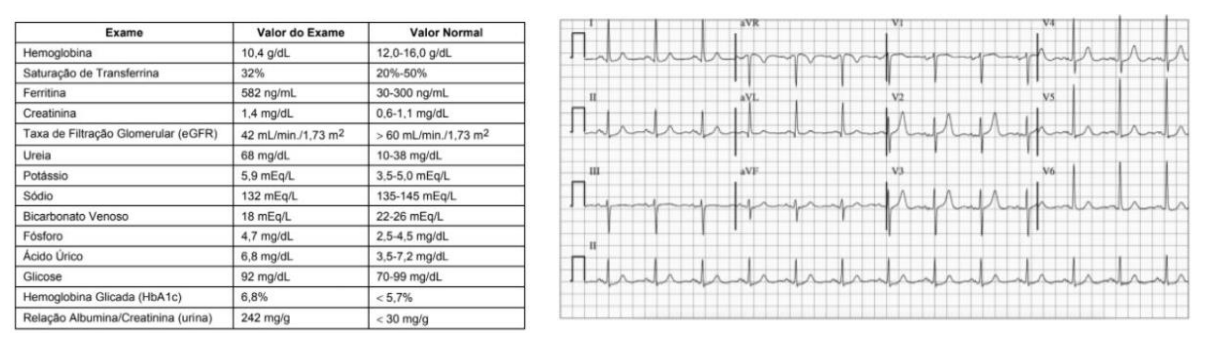 Exame Valor do Exame Valor Normal
Hemoglobina 10,4 g/dL 12,0-16,0 g/dL
Saturação de Transferrina 32% 20%-50%
Ferritina 582 ng/mL 30-300 ng/mL
Creatinina 1,4 mg/dL 0,6-1,1 mg/dL
Taxa de Filtração Glomerular (eGFR) 42 mL/min./1,73 m² > 60 mL/min./1,73 m²
Ureia 68 mg/dL 10-38 mg/dL
Potássio 5,9 mEq/L 3,5-5,0 mEq/L
Sódio 132 mEq/L 135-145 mEq/L
Bicarbonato Venoso 18 mEq/L 22-26 mEq/L
Fósforo 4,7 mg/dL 2,5-4,5 mg/dL
Ácido Úrico 6,8 mg/dL 3,5-7,2 mg/dL
Glicose 92 mg/dL 70-99 mg/dL
Hemoglobina Glicada (HbA1c) 6,8% < 5,7%
Relação Albumina/Creatinina (urina) 242 mg/g < 30 mg/g
I aVR V1 V4
II aVL V2 V5
III aVF V3 V6
II